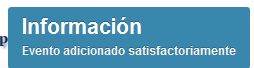 Información
p
Evento adicionado satisfactoriamente